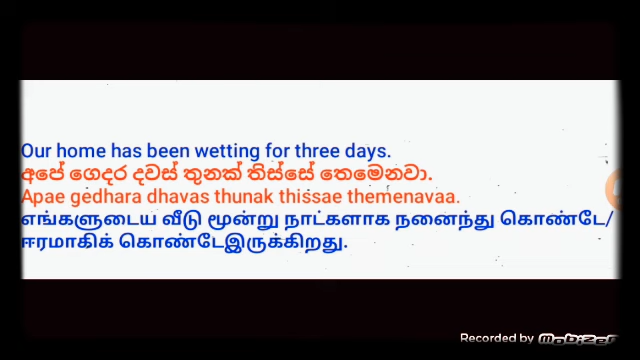 Our home has been wetting for three days.
අපේ ගෙදර දවස් තුනක් තිස්සේ තෙමෙනවා.
Apae gedhara dhavas thunak thissae themenavaa.
எங்களுடைய வீடு மூன்று நாட்களாக நனைந்து கொண்டே/
ஈரமாகிக் கொண்டேஇருக்கிறது.
Recorded by MobiZen